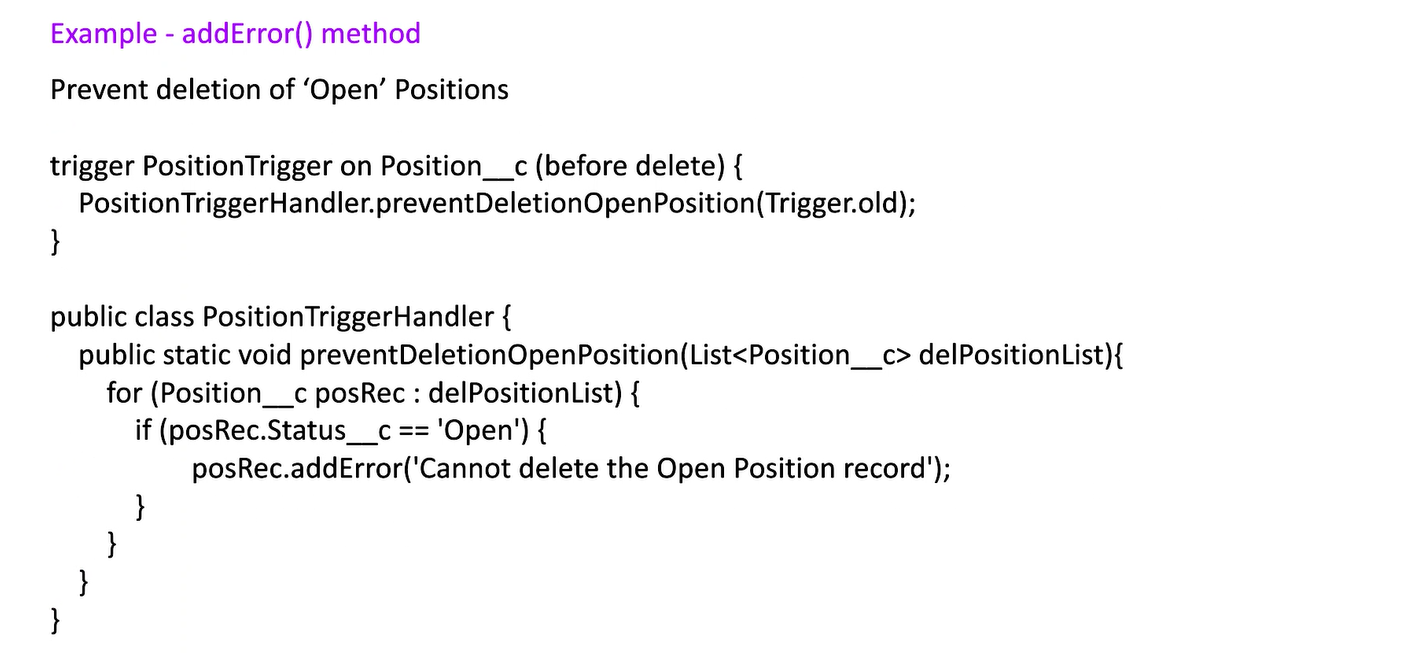 Example - addError() method
Prevent deletion of ‘Open’ Positions
trigger PositionTrigger on Position__c (before delete) {
PositionTriggerHandler.preventDeletionOpenPosition(Trigger.old);
}
public class PositionTriggerHandler {
public static void preventDeletionOpenPosition(List<Position__c> delPositionList){
for (Position__c posRec : delPositionList) {
if (posRec.Status__c == 'Open') {
posRec.addError('Cannot delete the Open Position record');
}
}
}
}